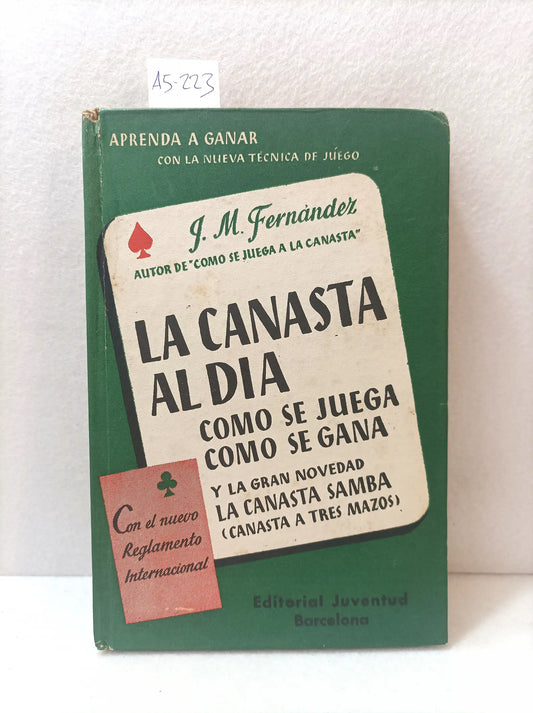 A5-223
APRENDA A GANAR
CON LA NUEVA TÉCNICA DE JUEGO
J. M. Fernández
AUTOR DE "COMO SE JUEGA A LA CANASTA"
LA CANASTA
AL DIA
COMO SE JUEGA
COMO SE GANA
Y LA GRAN NOVEDAD
LA CANASTA SAMBA
(CANASTA A TRES MAZOS)
Con el nuevo
Reglamento
Internacional
Editorial Juventud
Barcelona